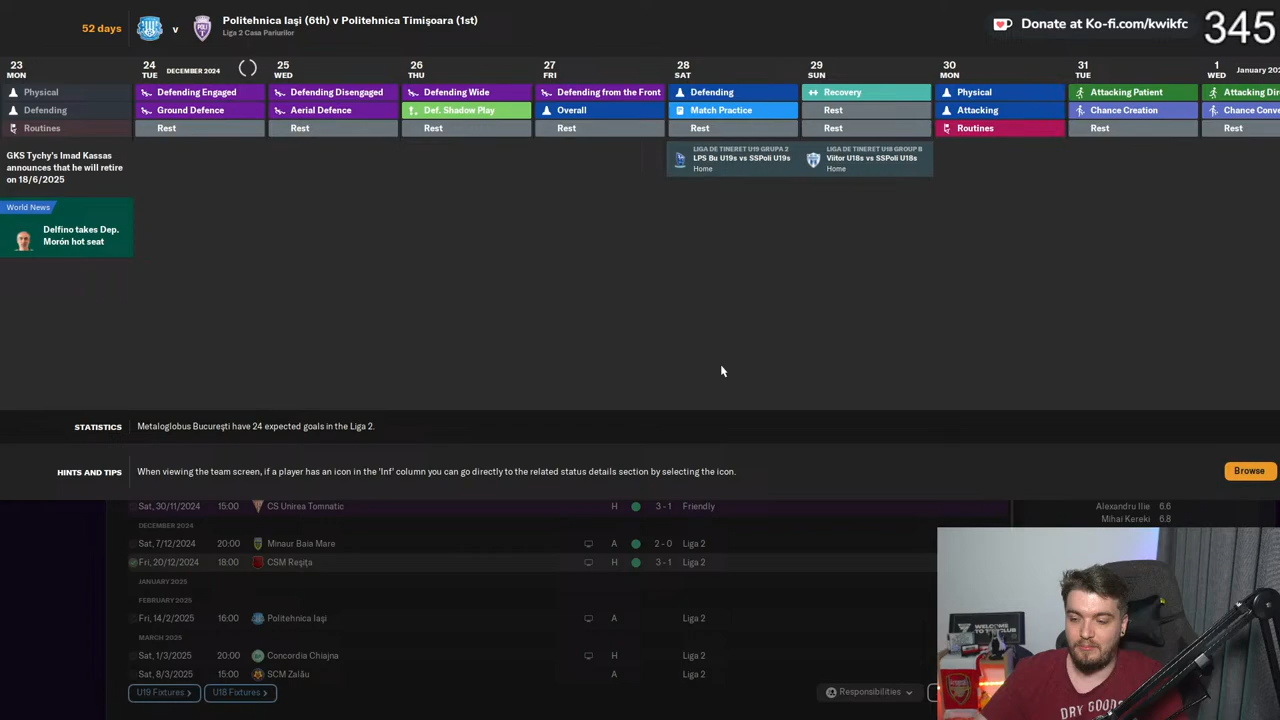 52 days
Politehnica Iaşi (6th) v Politehnica Timişoara (1st)
v
Liga 2 Casa Pariurilor
Donate at Ko-fi.com/kwikfc
345
23 MON
24 TUE
DECEMBER 2024
25 WED
26 THU
27 FRI
28 SAT
29 SUN
30 MON
31 TUE
1 WED
January 202
Physical
Defending Engaged
Defending Disengaged
Defending Wide
Defending from the Front
Defending
Recovery
Physical
Attacking Patient
Attacking Dir
Defending
Ground Defence
Aerial Defence
Def. Shadow Play
Overall
Match Practice
Rest
Attacking
Chance Creation
Chance Conv
Routines
Rest
Rest
Rest
Rest
Rest
Rest
Routines
Rest
Rest
GKS Tychy's Imad Kassas
announces that he will retire
on 18/6/2025
LIGA DE TINERET U19 GRUPA 2
LPS Bu U19s vs SSPoli U19s
Home
LIGA DE TINERET U18 GROUP B
Viitor U18s vs SSPoli U18s
Home
World News
Delfino takes Dep.
Morón hot seat
STATISTICS
Metaloglobus Bucureşti have 24 expected goals in the Liga 2.
HINTS AND TIPS
When viewing the team screen, if a player has an icon in the 'Inf' column you can go directly to the related status details section by selecting the icon.
Browse
Sat, 30/11/2024 15:00 CS Unirea Tomnatic H 3 - 1 Friendly
Alexandru Ilie 6.6
Mihai Kereki 6.8
DECEMBER 2024
Sat, 7/12/2024 20:00 Minaur Baia Mare A 2 - 0 Liga 2
Fri, 20/12/2024 18:00 CSM Reşiţa H 3 - 1 Liga 2
JANUARY 2025
FEBRUARY 2025
Fri, 14/2/2025 16:00 Politehnica Iaşi A Liga 2
MARCH 2025
Sat, 1/3/2025 20:00 Concordia Chiajna H Liga 2
Sat, 8/3/2025 15:00 SCM Zalău A Liga 2
U19 Fixtures
U18 Fixtures
Responsibilities
WELCOME
Arsenal
DRY GOODS